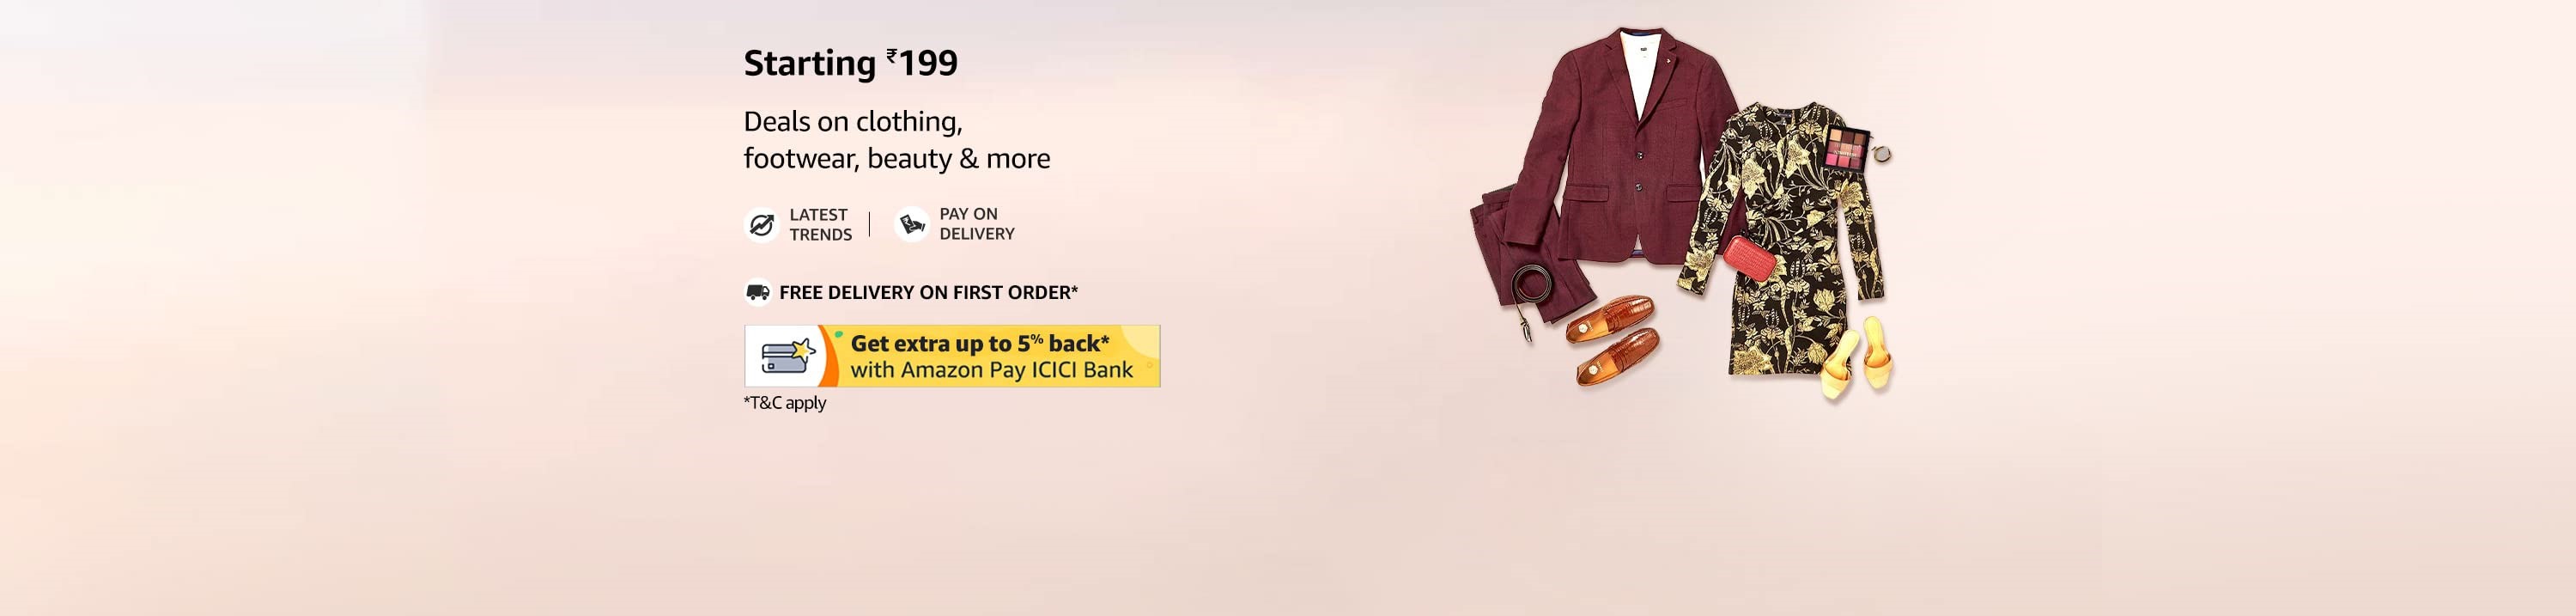 Starting ₹199
Deals on clothing,
footwear, beauty & more
LATEST
TRENDS
PAY ON
DELIVERY
FREE DELIVERY ON FIRST ORDER*
Get extra up to 5% back*
with Amazon Pay ICICI Bank
*T&C apply